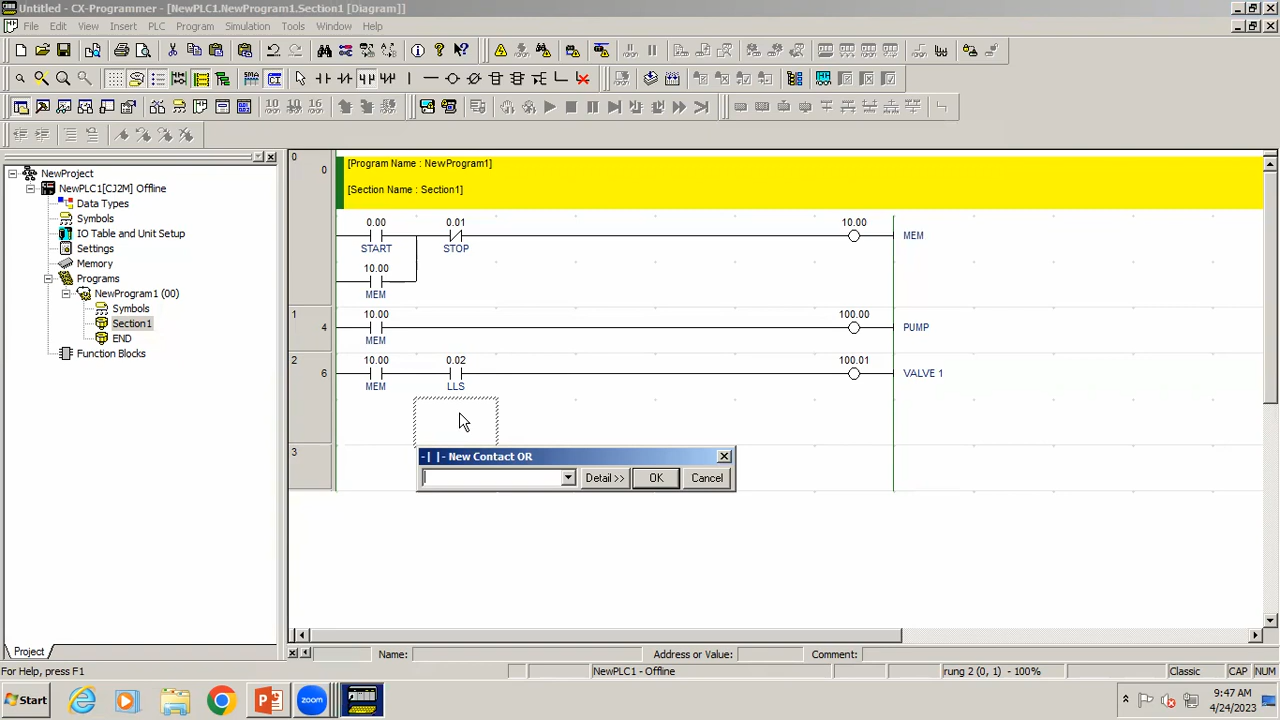 Untitled - CX-Programmer - [NewPLC1.NewProgram1.Section1 [Diagram]]
File Edit View Insert PLC Program Simulation Tools Window Help
NewProject
NewPLC1[CJ2M] Offline
Data Types
Symbols
IO Table and Unit Setup
Settings
Memory
Programs
NewProgram1 (00)
Symbols
Section1
END
Function Blocks
Project
0
0
[Program Name : NewProgram1]
[Section Name : Section1]
0.00 0.01 10.00
MEM
START STOP
10.00
MEM
1
4
10.00 100.00
PUMP
MEM
2
6
10.00 0.02 100.01
VALVE 1
MEM LLS
3
-| |- New Contact OR
Detail >> OK Cancel
Name: Address or Value: Comment:
For Help, press F1 NewPLC1 - Offline rung 2 (0, 1) - 100% Classic CAP NUM
Start zoom 9:47 AM
4/24/2023